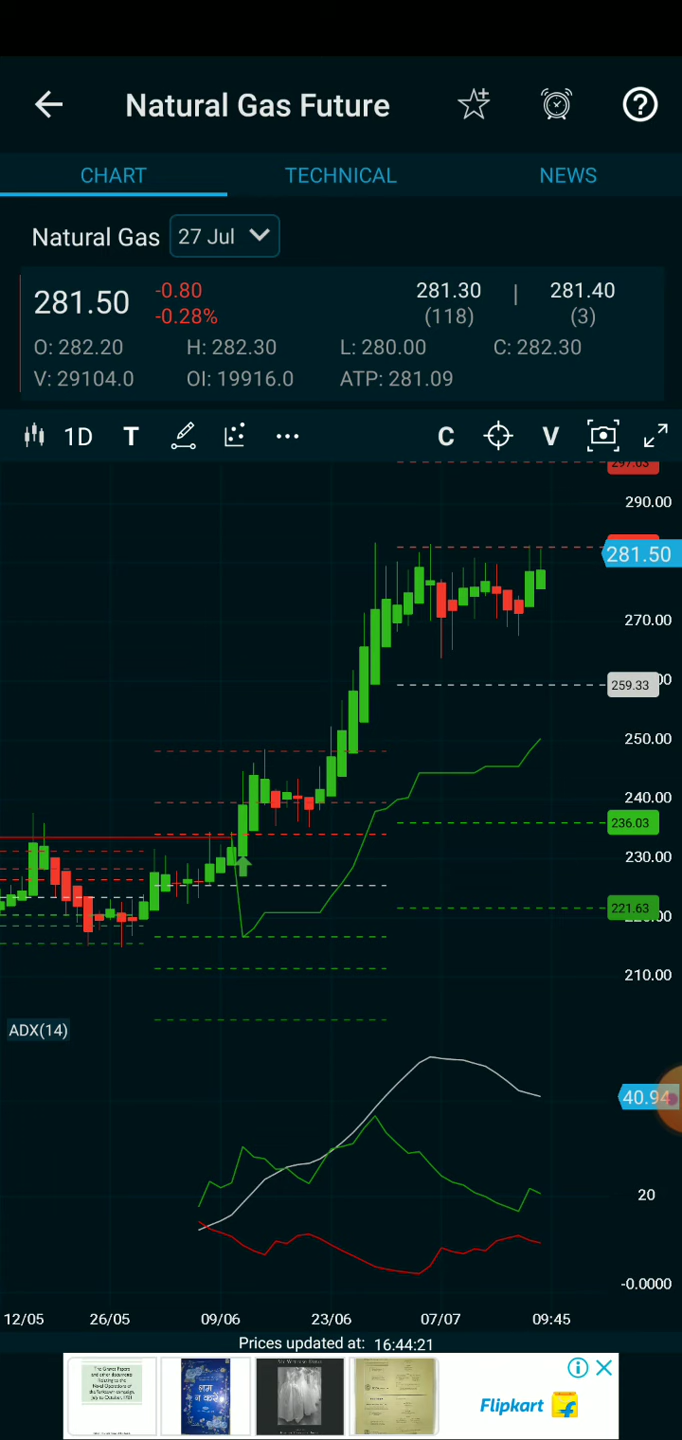 Natural Gas Future
CHART TECHNICAL NEWS
Natural Gas 27 Jul
281.50 -0.80 281.30 | 281.40
-0.28% (118) (3)
O: 282.20 H: 282.30 L: 280.00 C: 282.30
V: 29104.0 OI: 19916.0 ATP: 281.09
1D T C V
297.03
290.00
281.50
270.00
259.33
250.00
240.00
236.03
230.00
221.63
210.00
ADX(14)
40.94
20
-0.0000
12/05 26/05 09/06 23/06 07/07 09:45
Prices updated at: 16:44:21
Flipkart